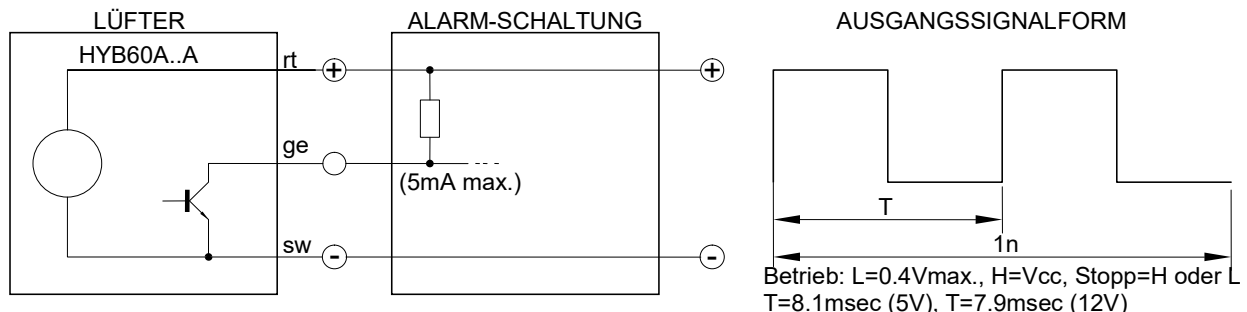 LÜFTER
HYB60A..A
rt
+
ge
sw
-
ALARM-SCHALTUNG
(5mA max.)
+
-
AUSGANGSSIGNALFORM
T
1n
Betrieb: L=0.4Vmax., H=Vcc, Stopp=H oder L
T=8.1msec (5V), T=7.9msec (12V)